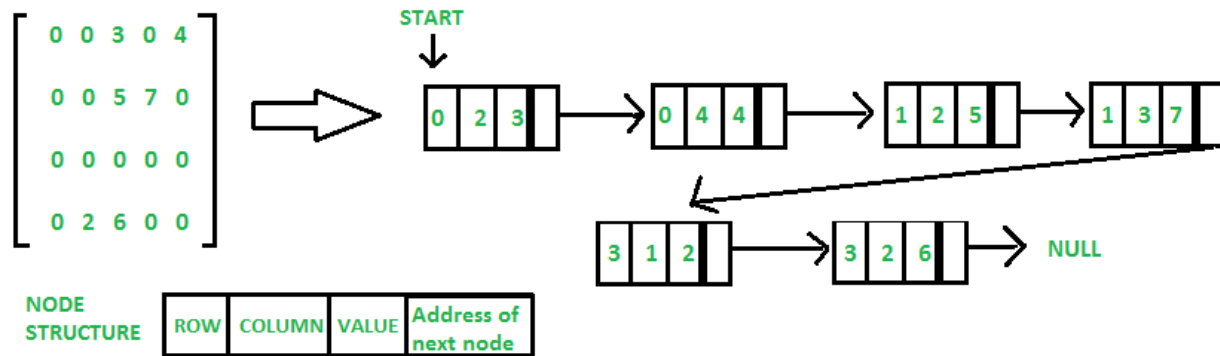 START
0 0 3 0 4
0 0 5 7 0
0 0 0 0 0
0 2 6 0 0
0 2 3
0 4 4
1 2 5
1 3 7
3 1 2
3 2 6
NULL
NODE
STRUCTURE
ROW
COLUMN
VALUE
Address of
next node